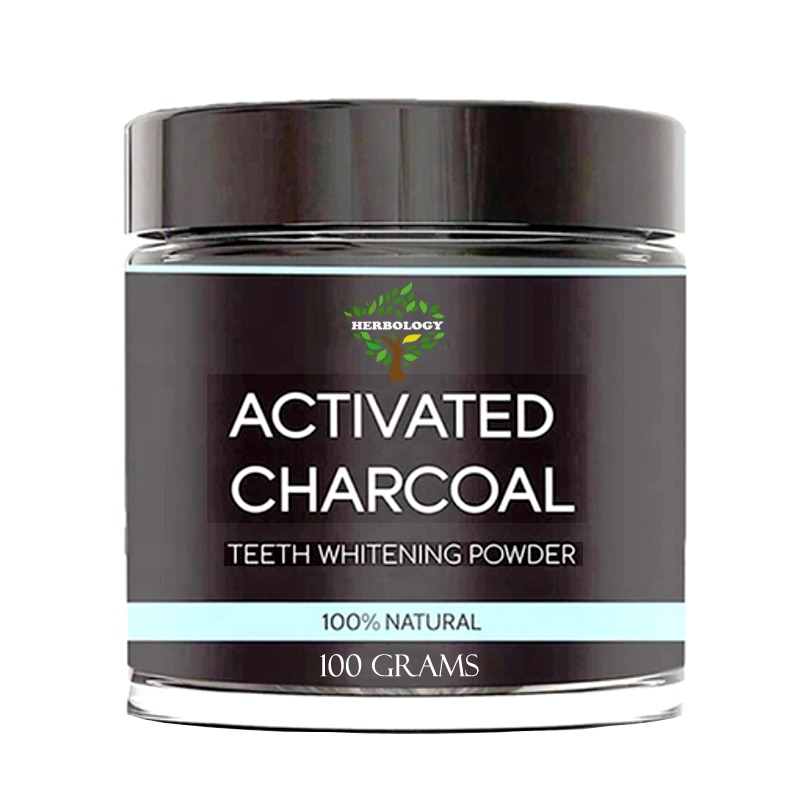 HERBOLOGY
ACTIVATED
CHARCOAL
TEETH WHITENING POWDER
100% NATURAL
100 GRAMS